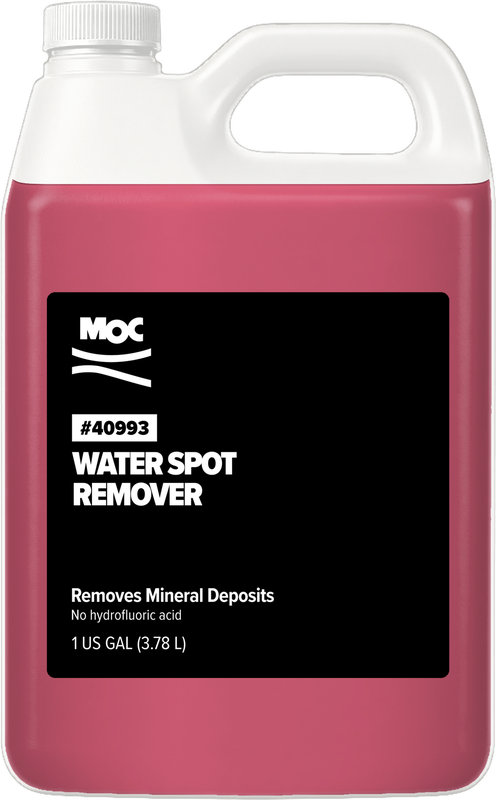 MOC
#40993
WATER SPOT
REMOVER
Removes Mineral Deposits
No hydrofluoric acid
1 US GAL (3.78 L)